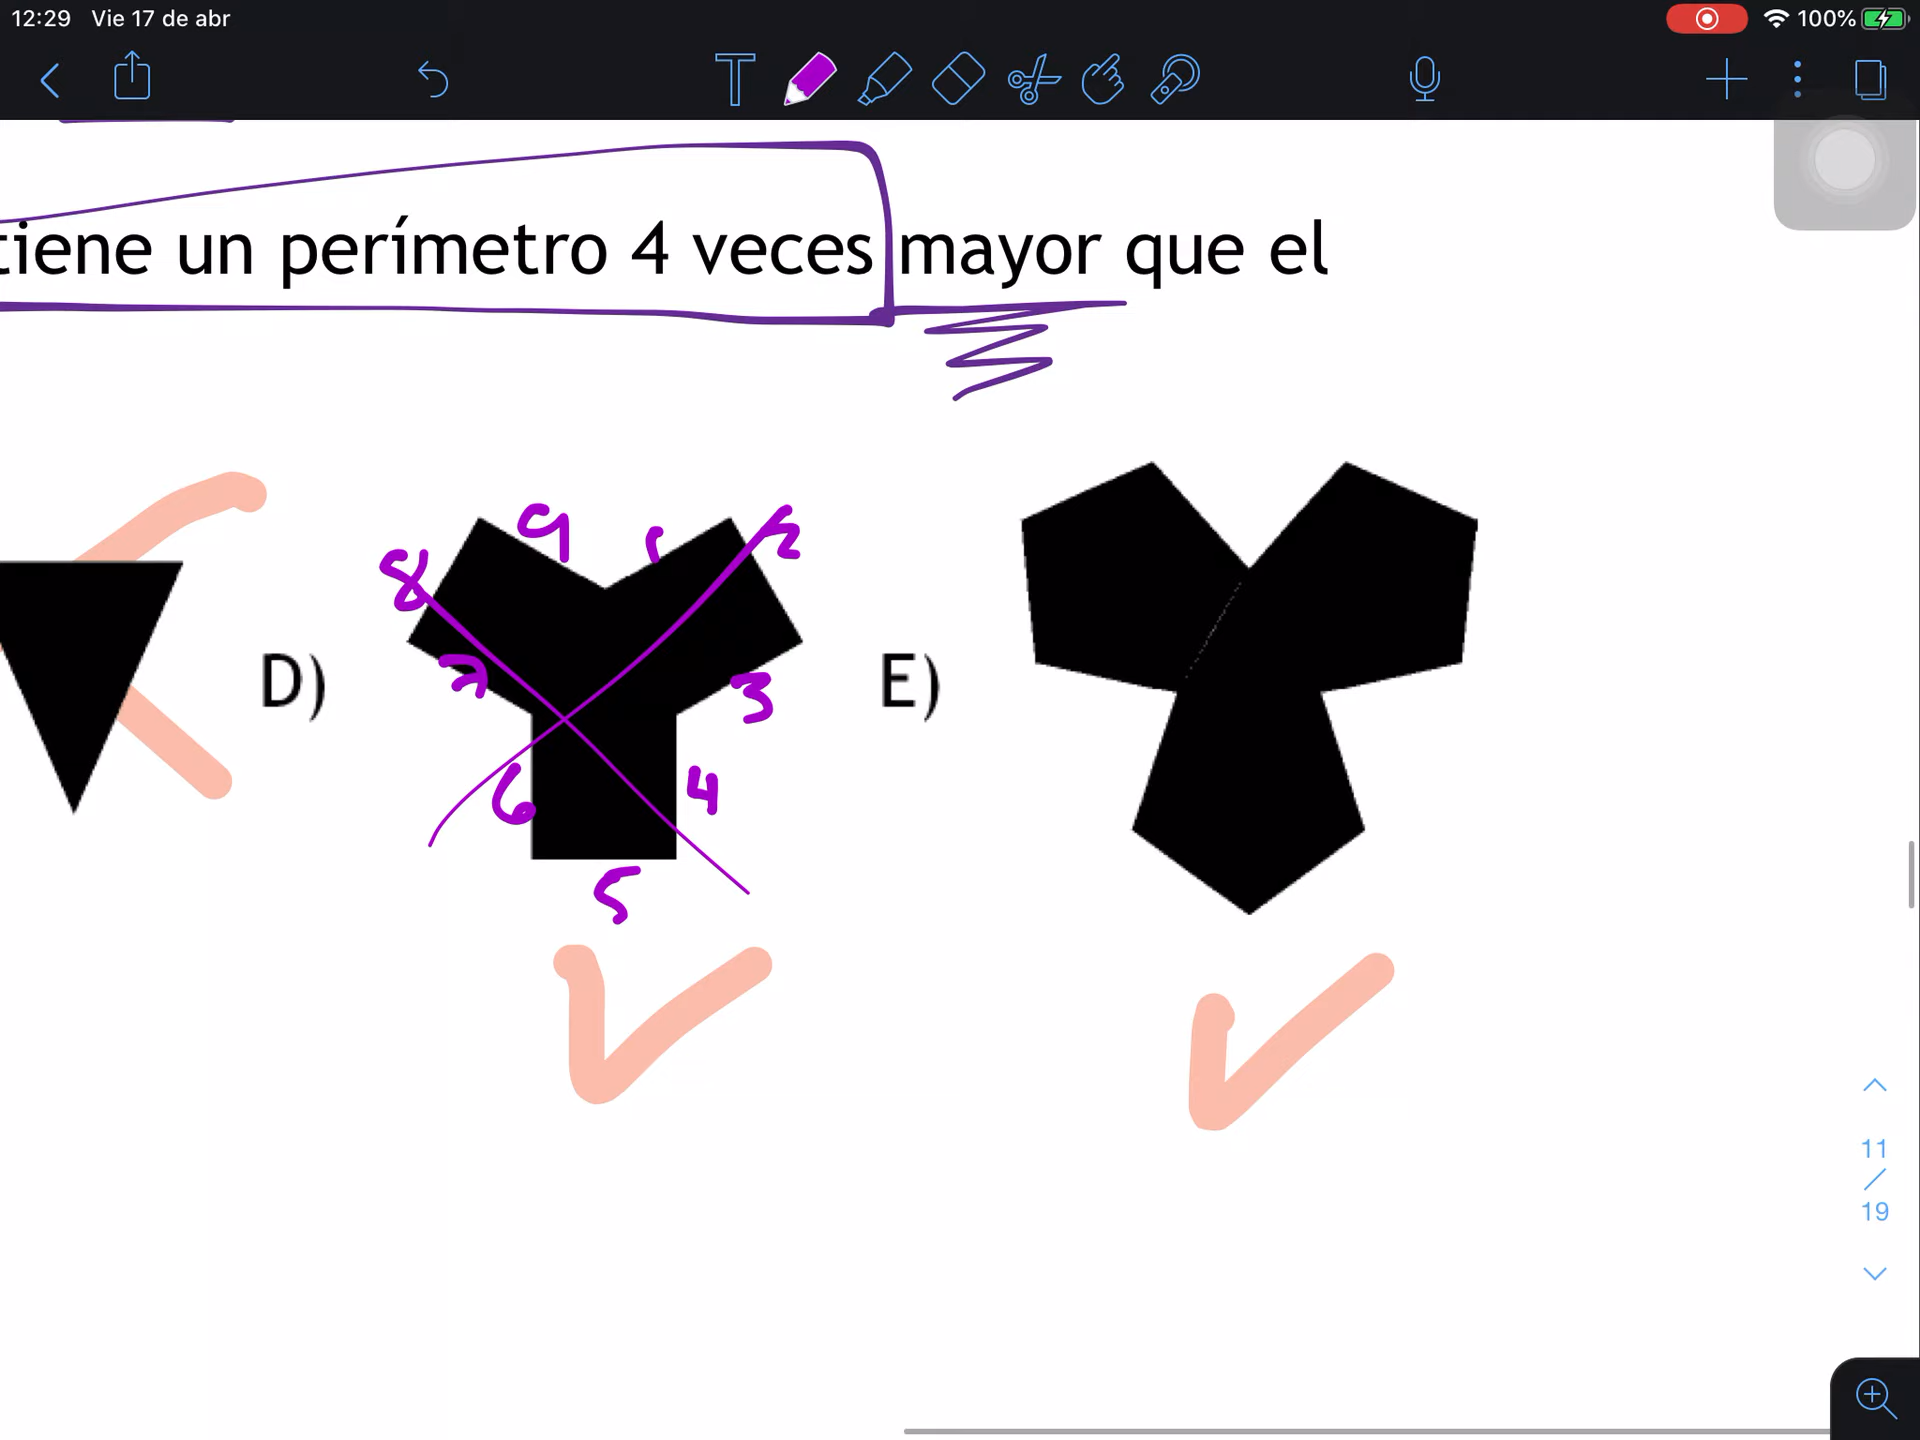 12:29 Vie 17 de abr 100%
T
tiene un perímetro 4 veces mayor que el
9 1 2
8
D) E)
7 3
6 4
5
11
/
19